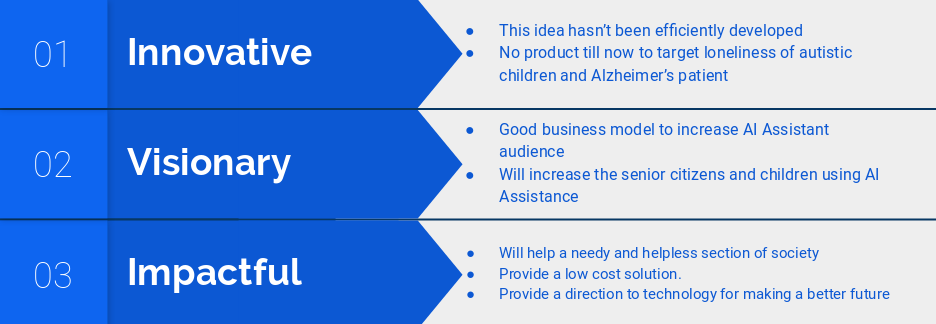 01
Innovative
● This idea hasn’t been efficiently developed
● No product till now to target loneliness of autistic
children and Alzheimer’s patient
02
Visionary
● Good business model to increase AI Assistant
audience
● Will increase the senior citizens and children using AI
Assistance
03
Impactful
● Will help a needy and helpless section of society
● Provide a low cost solution.
● Provide a direction to technology for making a better future